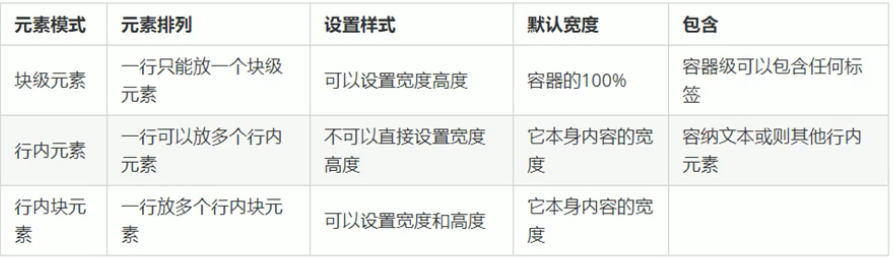 元素模式 元素排列 设置样式 默认宽度 包含
块级元素 一行只能放一个块级元素 可以设置宽度高度 容器的100% 容器级可以包含任何标签
行内元素 一行可以放多个行内元素 不可以直接设置宽度高度 它本身内容的宽度 容纳文本或则其他行内元素
行内块元素 一行放多个行内块元素 可以设置宽度和高度 它本身内容的宽度